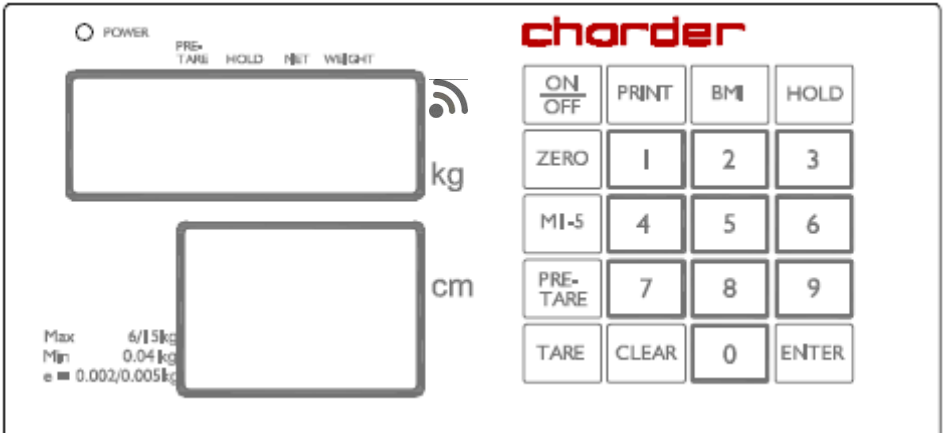 POWER
PRE-
TARE HOLD NET WEIGHT
kg
cm
Max 6/15kg
Min 0.04 kg
e = 0.002/0.005kg
charder
ON
OFF
PRINT BMI HOLD
ZERO 1 2 3
M1-5 4 5 6
PRE-
TARE
7 8 9
TARE CLEAR 0 ENTER